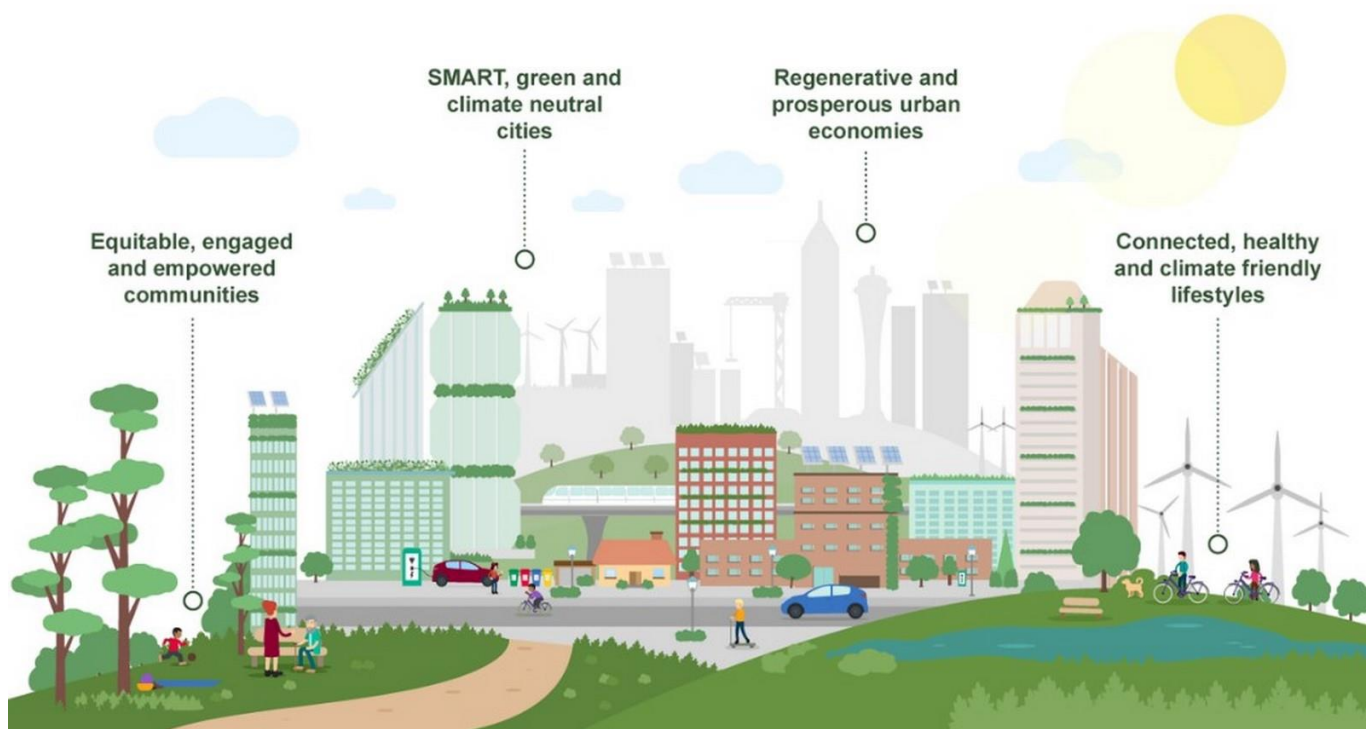 SMART, green and
climate neutral
cities
Regenerative and
prosperous urban
economies
Equitable, engaged
and empowered
communities
Connected, healthy
and climate friendly
lifestyles